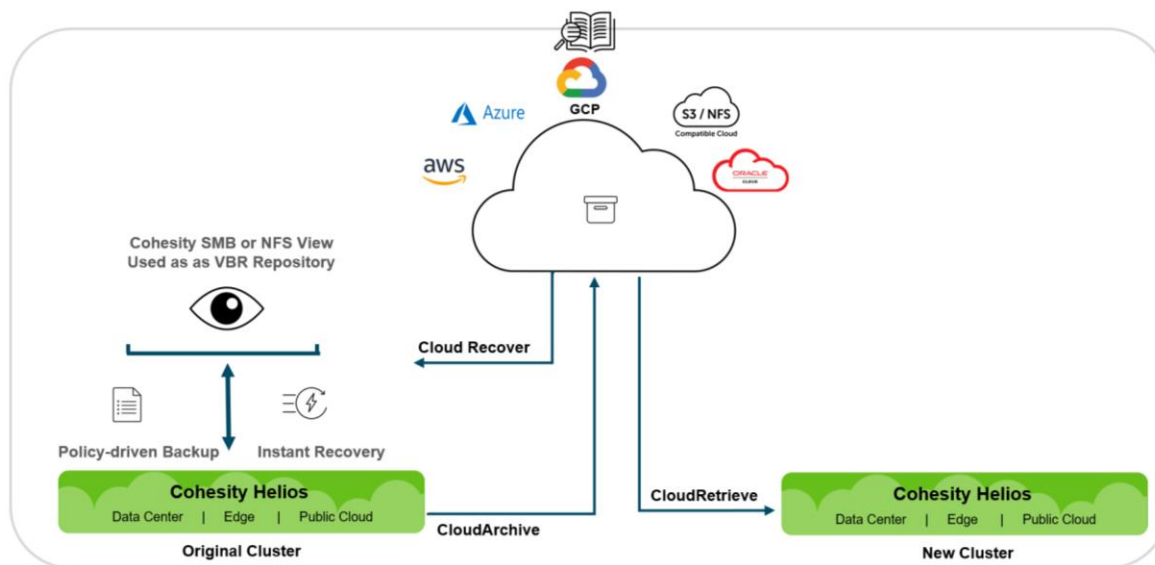 GCP
Azure
S3 / NFS
Compatible Cloud
aws
ORACLE
CLOUD
Cohesity SMB or NFS View
Used as as VBR Repository
Cloud Recover
Policy-driven Backup
Instant Recovery
Cohesity Helios
Data Center | Edge | Public Cloud
Original Cluster
CloudArchive
CloudRetrieve
Cohesity Helios
Data Center | Edge | Public Cloud
New Cluster